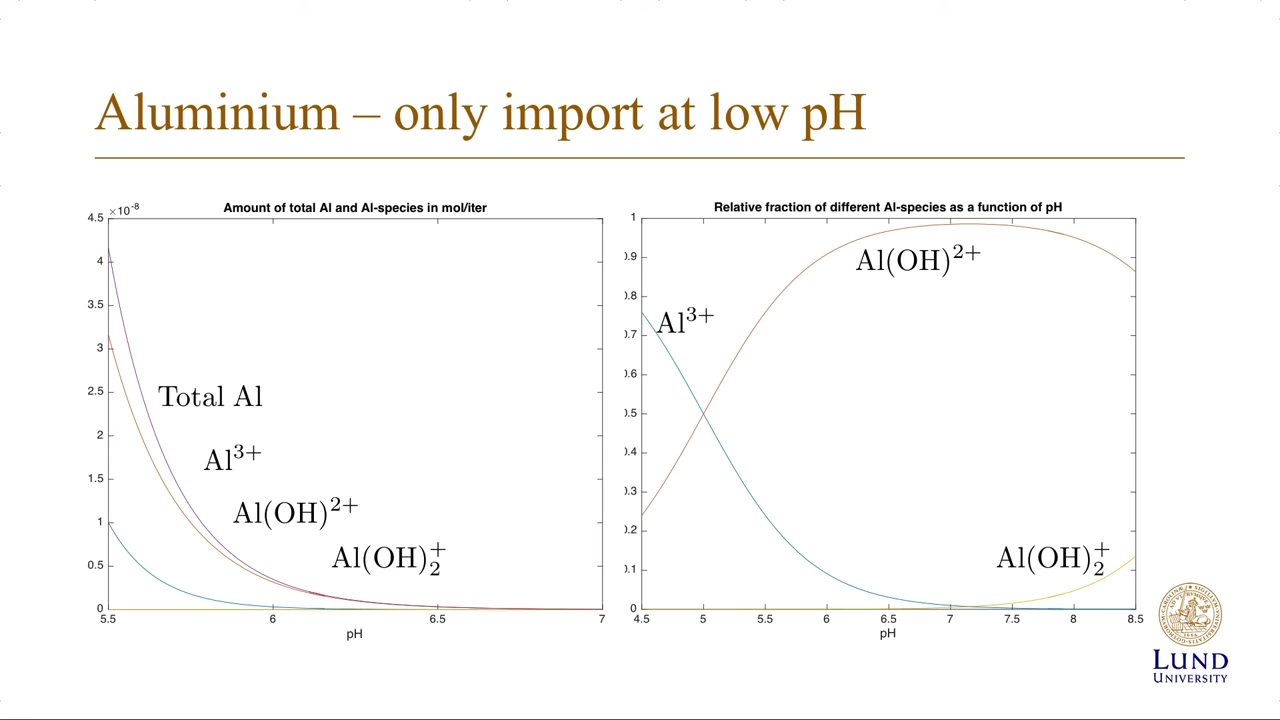 Aluminium – only import at low pH
Amount of total Al and Al-species in mol/iter
×10⁻⁸
4.5
4
3.5
3
2.5
2
1.5
1
0.5
0
5.5 6 6.5 7
pH
Total Al
Al³⁺
Al(OH)²⁺
Al(OH)₂⁺
Relative fraction of different Al-species as a function of pH
1
0.9
0.8
0.7
0.6
0.5
0.4
0.3
0.2
0.1
0
4.5 5 5.5 6 6.5 7 7.5 8 8.5
pH
Al(OH)²⁺
Al³⁺
Al(OH)₂⁺
LUND
UNIVERSITY